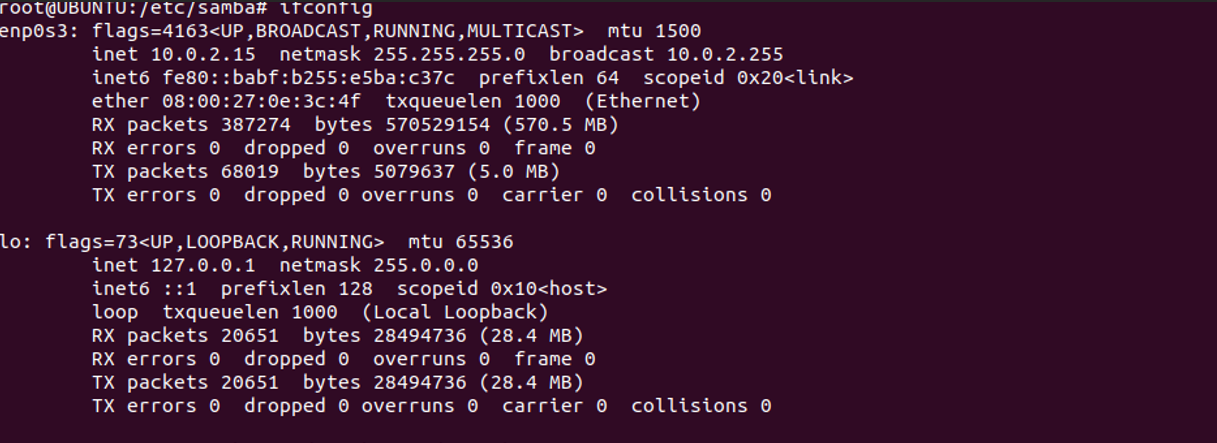 root@UBUNTU:/etc/samba# ifconfig
enp0s3: flags=4163<UP,BROADCAST,RUNNING,MULTICAST>  mtu 1500
        inet 10.0.2.15  netmask 255.255.255.0  broadcast 10.0.2.255
        inet6 fe80::babf:b255:e5ba:c37c  prefixlen 64  scopeid 0x20<link>
        ether 08:00:27:0e:3c:4f  txqueuelen 1000  (Ethernet)
        RX packets 387274  bytes 570529154 (570.5 MB)
        RX errors 0  dropped 0  overruns 0  frame 0
        TX packets 68019  bytes 5079637 (5.0 MB)
        TX errors 0  dropped 0 overruns 0  carrier 0  collisions 0

lo: flags=73<UP,LOOPBACK,RUNNING>  mtu 65536
        inet 127.0.0.1  netmask 255.0.0.0
        inet6 ::1  prefixlen 128  scopeid 0x10<host>
        loop  txqueuelen 1000  (Local Loopback)
        RX packets 20651  bytes 28494736 (28.4 MB)
        RX errors 0  dropped 0  overruns 0  frame 0
        TX packets 20651  bytes 28494736 (28.4 MB)
        TX errors 0  dropped 0 overruns 0  carrier 0  collisions 0